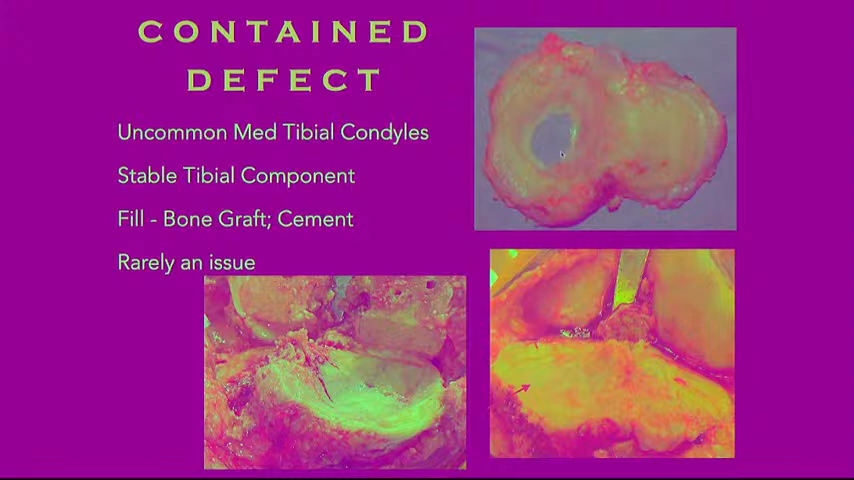 CONTAINED
DEFECT
Uncommon Med Tibial Condyles
Stable Tibial Component
Fill - Bone Graft; Cement
Rarely an issue